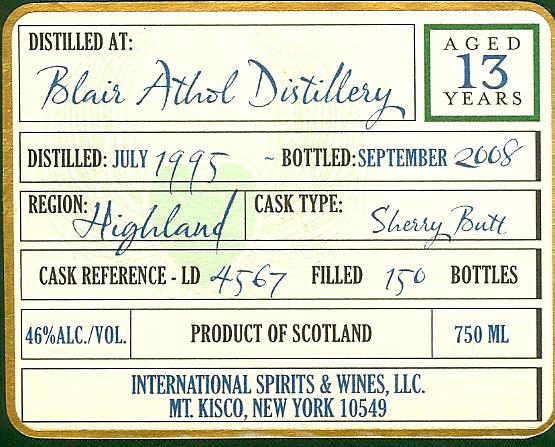 DISTILLED AT:
Blair Athol Distillery
AGED
13
YEARS
DISTILLED: JULY 1995 ~ BOTTLED: SEPTEMBER 2008
REGION: Highland
CASK TYPE: Sherry Butt
CASK REFERENCE - LD 4567 FILLED 150 BOTTLES
46%ALC./VOL.
PRODUCT OF SCOTLAND
750 ML
INTERNATIONAL SPIRITS & WINES, LLC.
MT. KISCO, NEW YORK 10549